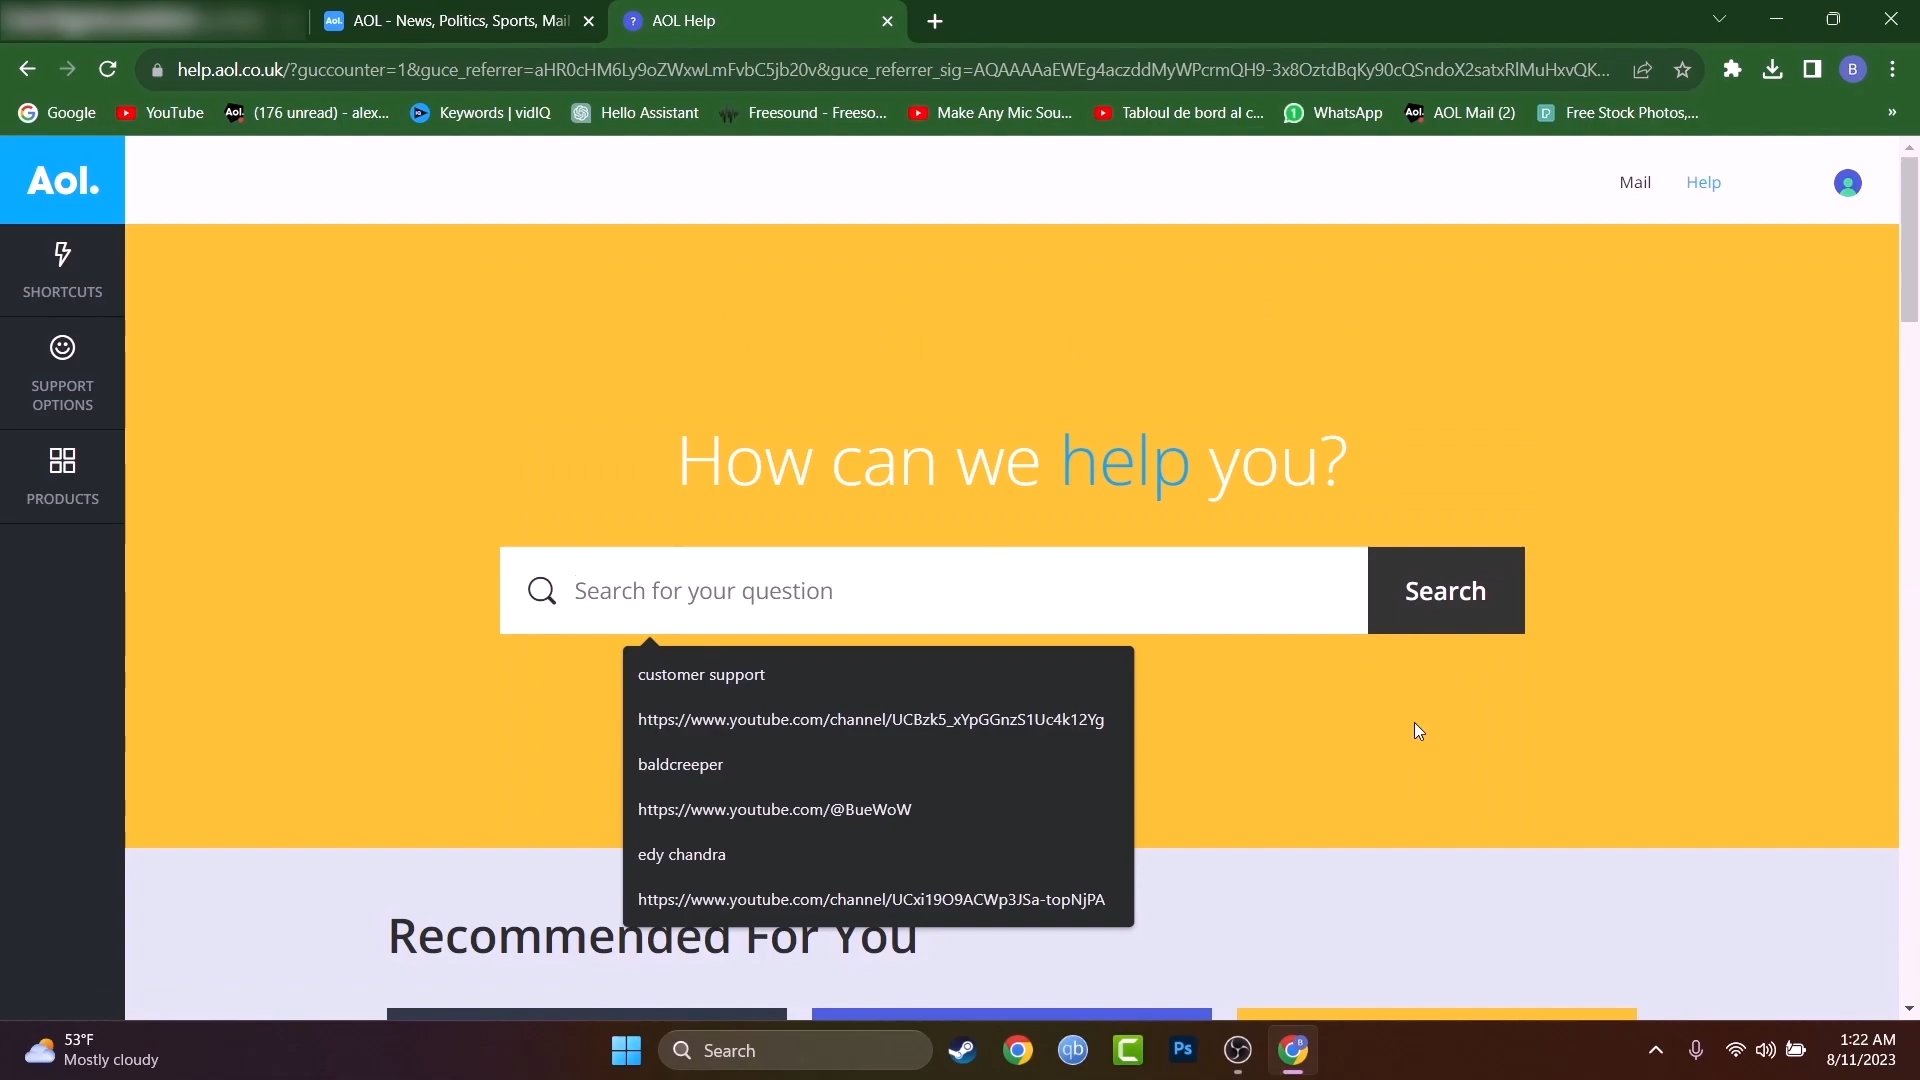 Aol. AOL - News, Politics, Sports, Mail
? AOL Help
help.aol.co.uk/?guccounter=1&guce_referrer=aHR0cHM6Ly9oZWxwLmFvbC5jb20v&guce_referrer_sig=AQAAAAaEWEg4aczddMyWPcrmQH9-3x8OztdBqKy90cQSndoX2satxRlMuHxvQK...
B
Google YouTube Aol. (176 unread) - alex... Keywords | vidIQ Hello Assistant Freesound - Freeso... Make Any Mic Sou... Tabloul de bord al c... WhatsApp Aol. AOL Mail (2) Free Stock Photos,... »
Aol.
Mail Help
SHORTCUTS
SUPPORT
OPTIONS
PRODUCTS
How can we help you?
Search for your question
Search
customer support
https://www.youtube.com/channel/UCBzk5_xYpGGnzS1Uc4k12Yg
baldcreeper
https://www.youtube.com/@BueWoW
edy chandra
https://www.youtube.com/channel/UCxi19O9ACWp3JSa-topNjPA
Recommended For You
53°F
Mostly cloudy
Search
qb
Ps
1:22 AM
8/11/2023